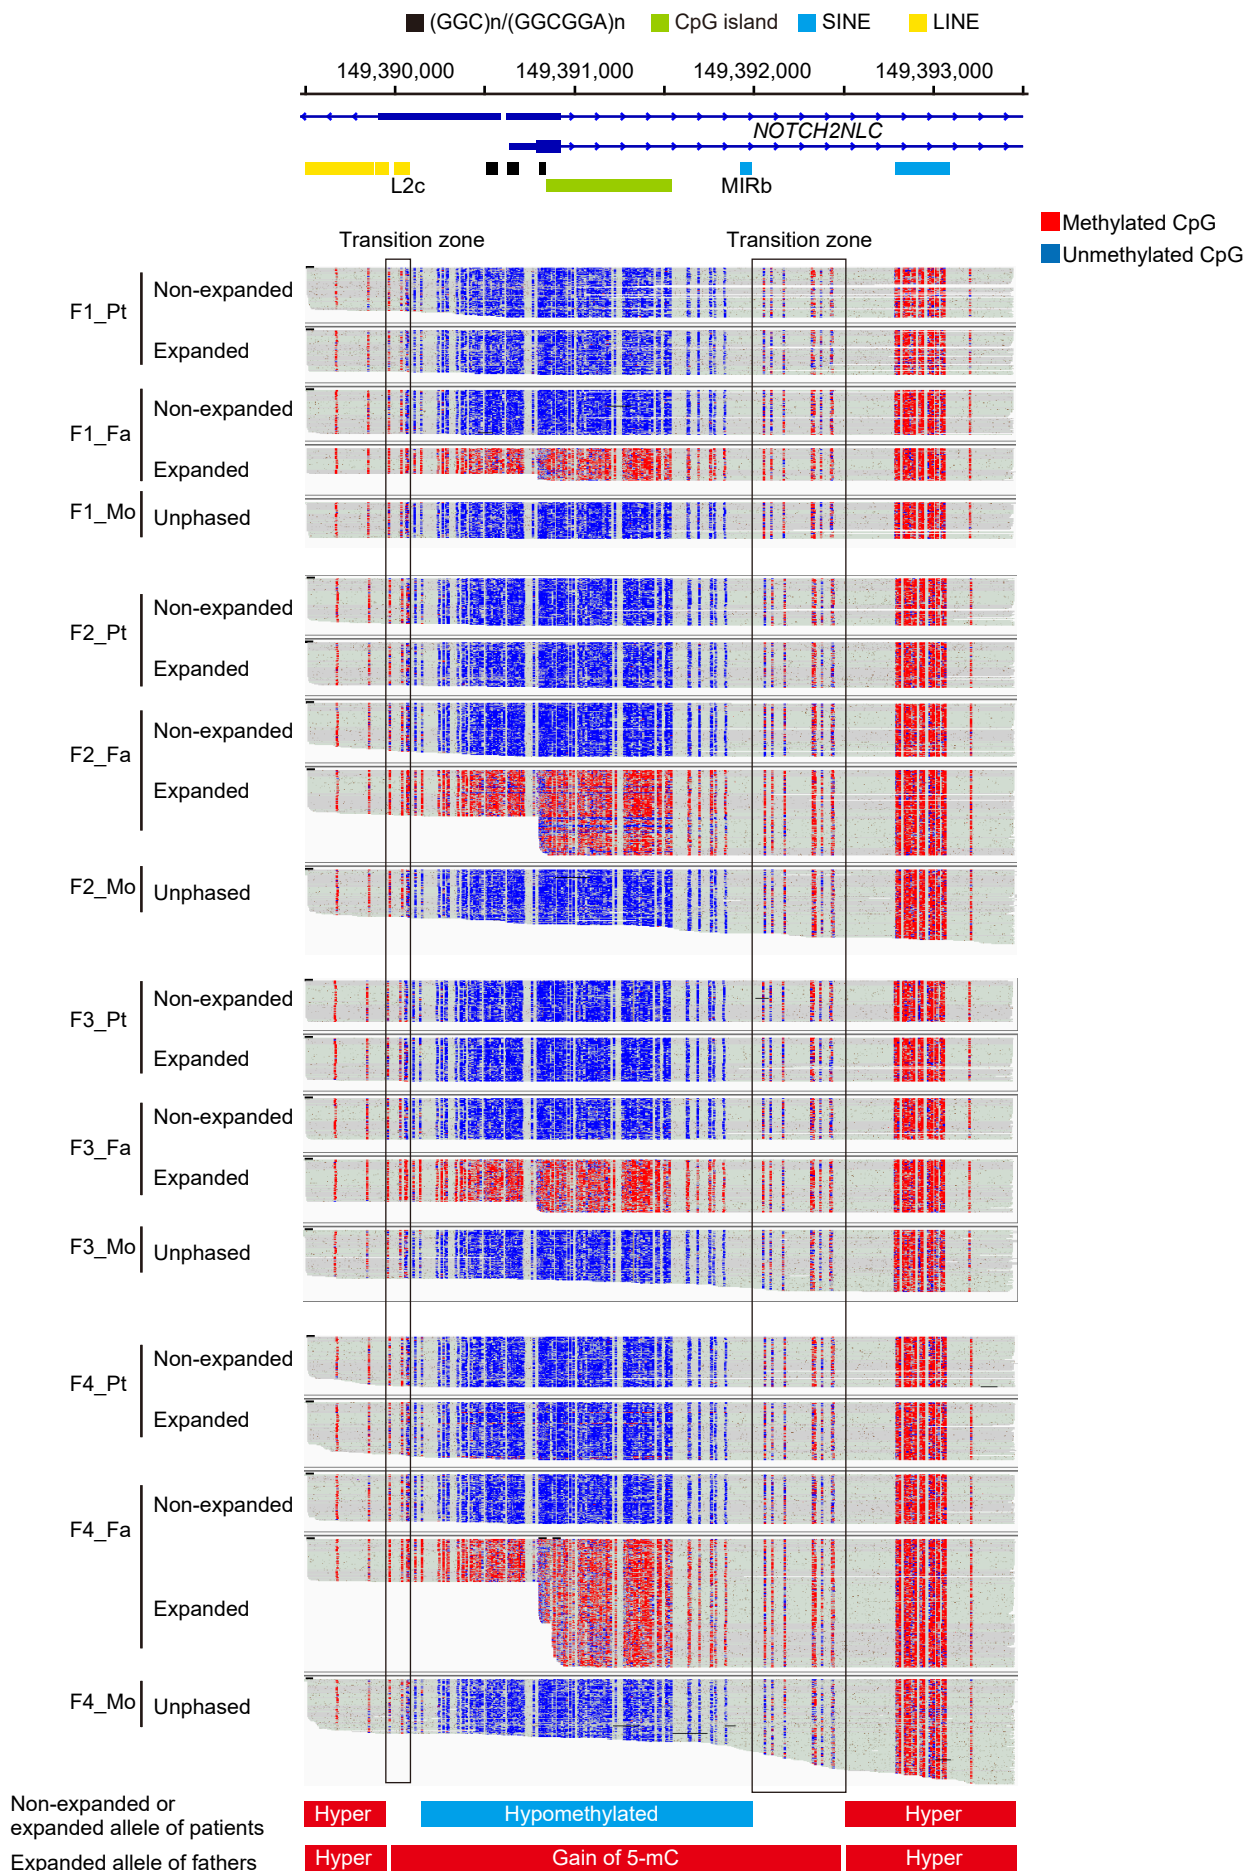 (GGC)n/(GGCGGA)n CpG island SINE LINE
149,390,000 149,391,000 149,392,000 149,393,000
NOTCH2NLC
L2c MIRb
Methylated CpG
Unmethylated CpG
Transition zone Transition zone
F1_Pt
Non-expanded
Expanded
F1_Fa
Non-expanded
Expanded
F1_Mo Unphased
F2_Pt
Non-expanded
Expanded
F2_Fa
Non-expanded
Expanded
F2_Mo Unphased
F3_Pt
Non-expanded
Expanded
F3_Fa
Non-expanded
Expanded
F3_Mo Unphased
F4_Pt
Non-expanded
Expanded
F4_Fa
Non-expanded
Expanded
F4_Mo Unphased
Non-expanded or
expanded allele of patients
Hyper Hypomethylated Hyper
Expanded allele of fathers
Hyper Gain of 5-mC Hyper